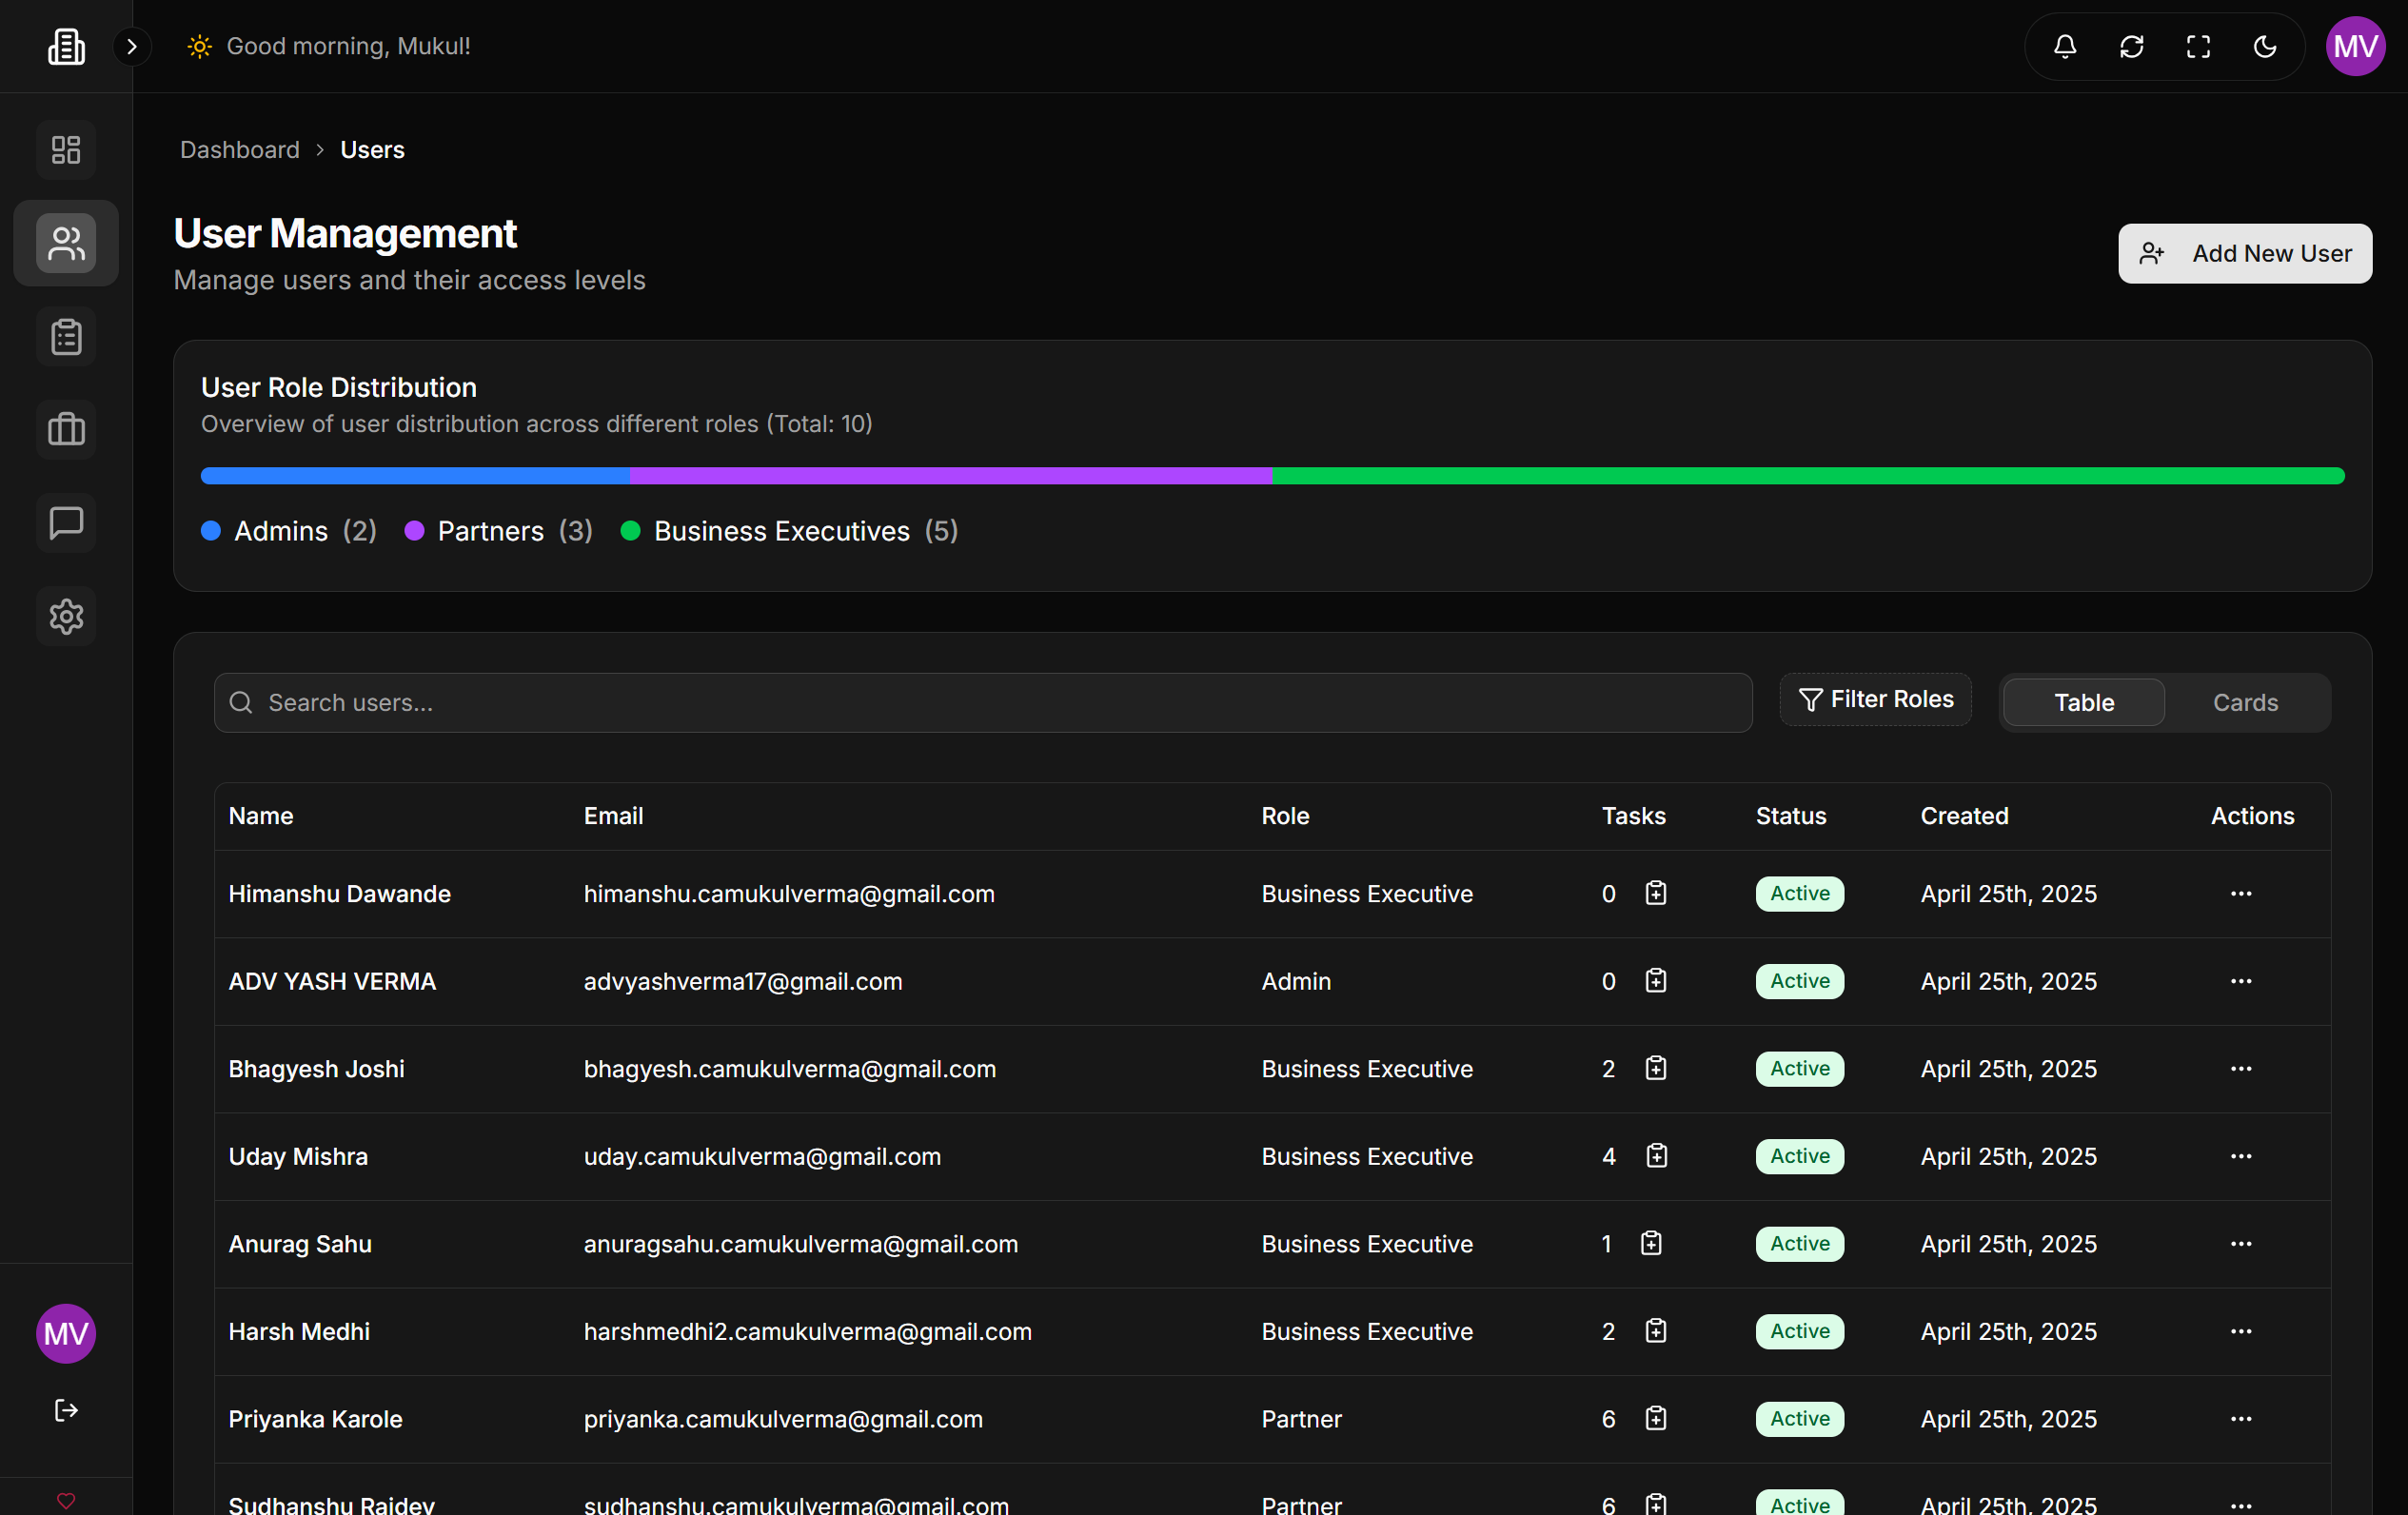 Good morning, Mukul!
MV
Dashboard > Users
User Management
Manage users and their access levels
Add New User
User Role Distribution
Overview of user distribution across different roles (Total: 10)
Admins (2) Partners (3) Business Executives (5)
Search users...
Filter Roles
Table Cards
Name Email Role Tasks Status Created Actions
Himanshu Dawande himanshu.camukulverma@gmail.com Business Executive 0 Active April 25th, 2025 ...
ADV YASH VERMA advyashverma17@gmail.com Admin 0 Active April 25th, 2025 ...
Bhagyesh Joshi bhagyesh.camukulverma@gmail.com Business Executive 2 Active April 25th, 2025 ...
Uday Mishra uday.camukulverma@gmail.com Business Executive 4 Active April 25th, 2025 ...
Anurag Sahu anuragsahu.camukulverma@gmail.com Business Executive 1 Active April 25th, 2025 ...
Harsh Medhi harshmedhi2.camukulverma@gmail.com Business Executive 2 Active April 25th, 2025 ...
Priyanka Karole priyanka.camukulverma@gmail.com Partner 6 Active April 25th, 2025 ...
Sudhanshu Rajdev sudhanshu.camukulverma@gmail.com Partner 6 Active April 25th, 2025 ...
MV